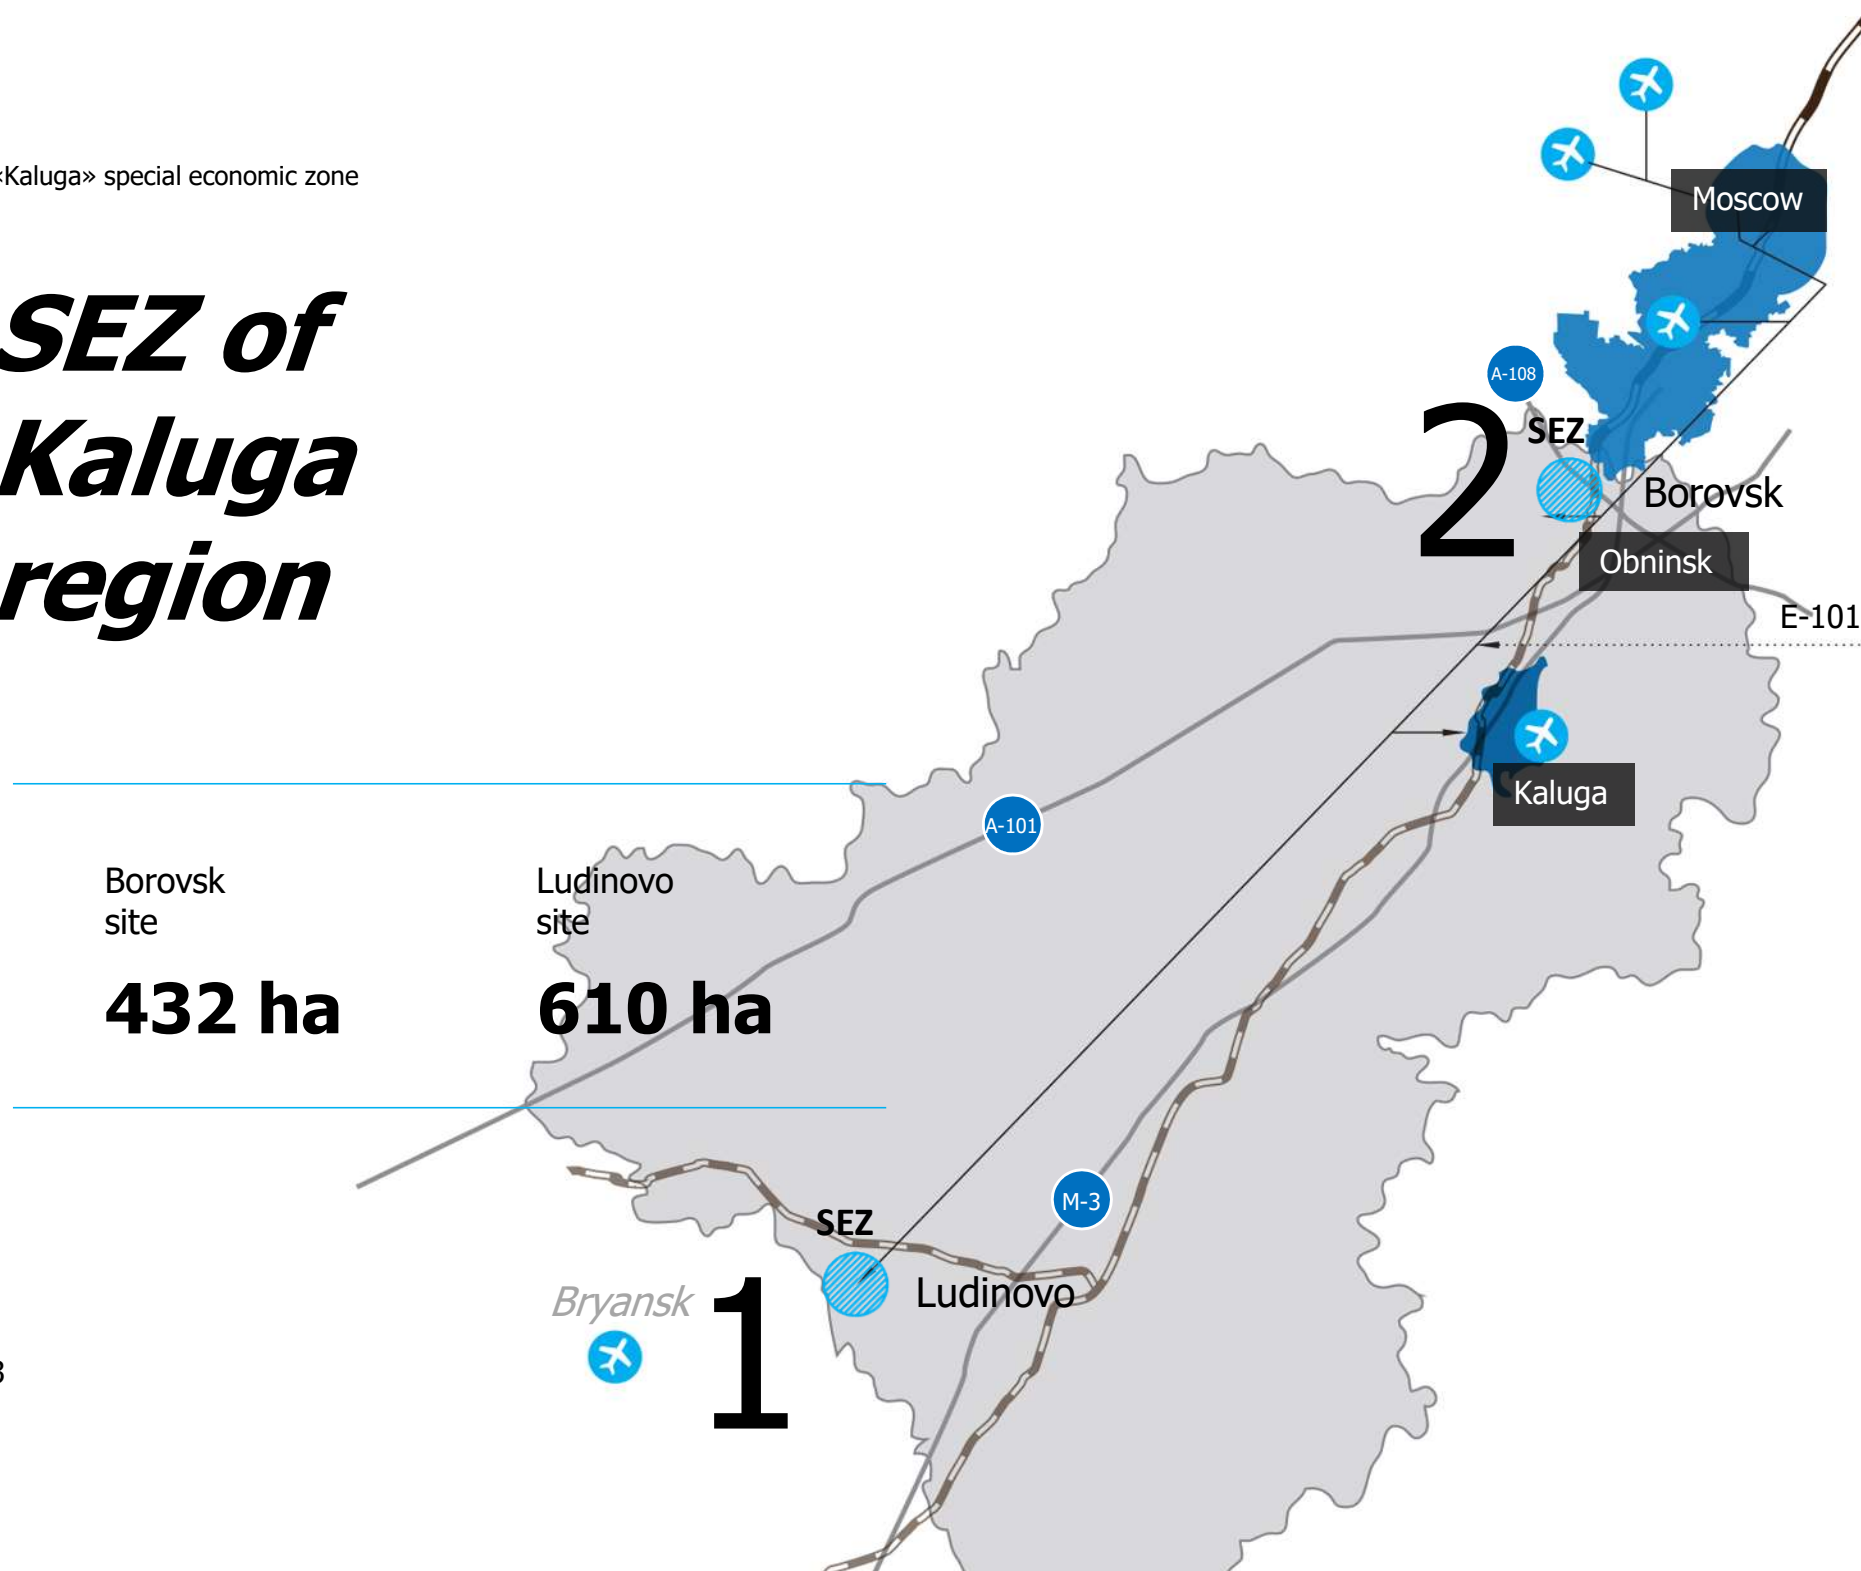 «Kaluga» special economic zone
SEZ of
Kaluga
region
Borovsk
site
432 ha
Ludinovo
site
610 ha
Moscow
A-108
2
SEZ
Borovsk
Obninsk
E-101
Kaluga
A-101
M-3
SEZ
Ludinovo
Bryansk
1
3